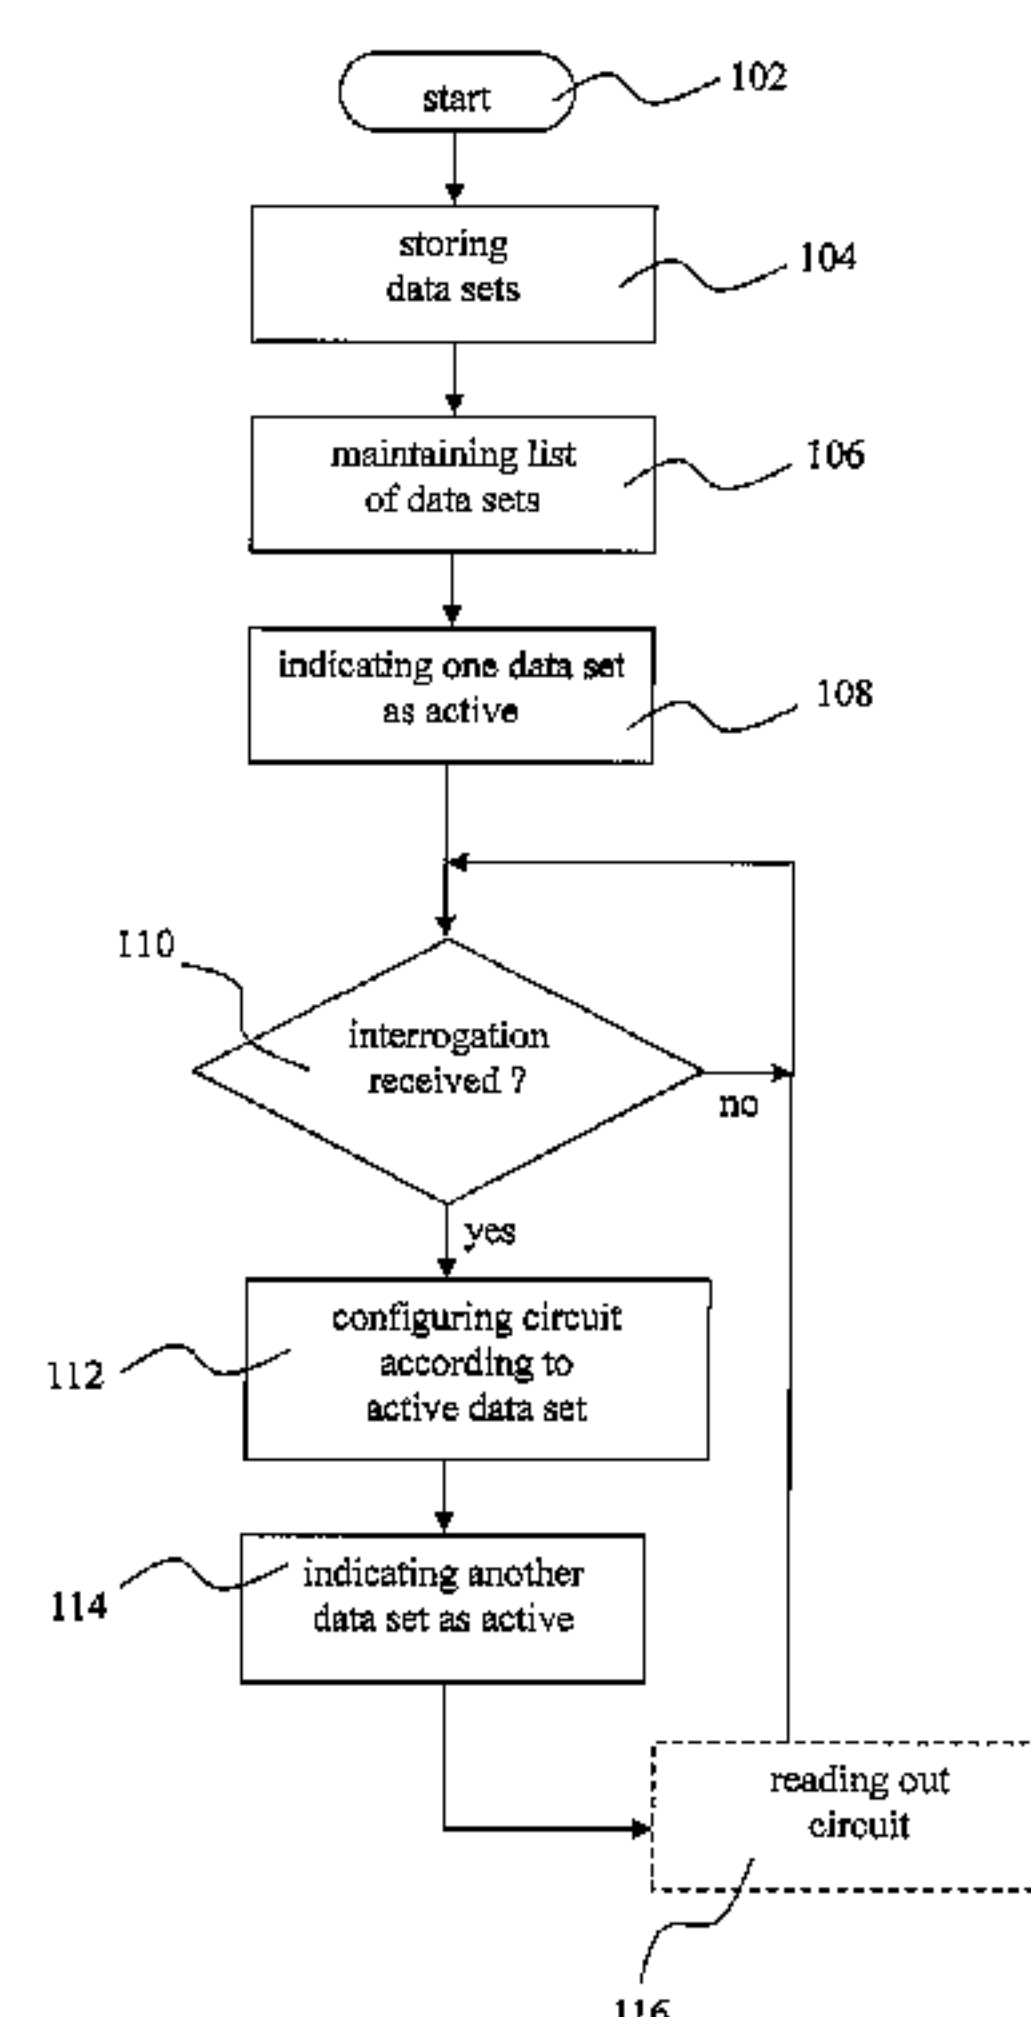 start
102
storing
data sets
104
maintaining list
of data sets
106
indicating one data set
as active
108
110
interrogation
received ?
no
yes
configuring circuit
according to
active data set
112
indicating another
data set as active
114
reading out
circuit
116